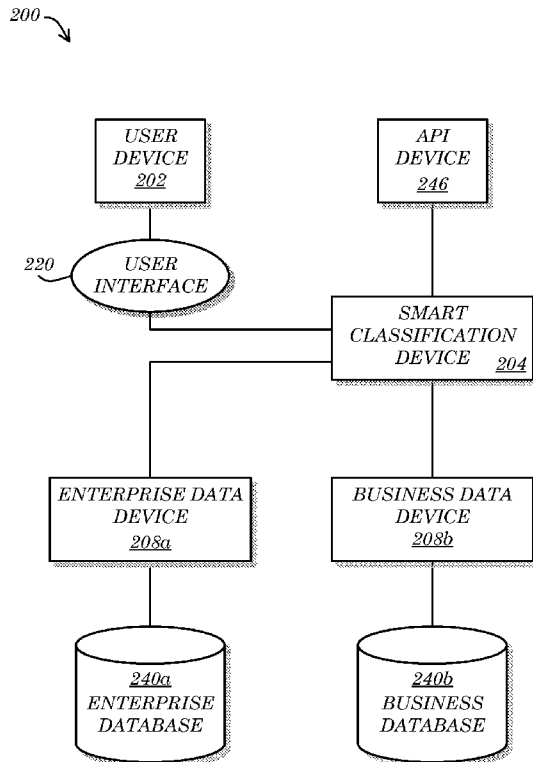 200
USER
DEVICE
202
API
DEVICE
246
220
USER
INTERFACE
SMART
CLASSIFICATION
DEVICE
204
ENTERPRISE DATA
DEVICE
208a
BUSINESS DATA
DEVICE
208b
240a
ENTERPRISE
DATABASE
240b
BUSINESS
DATABASE